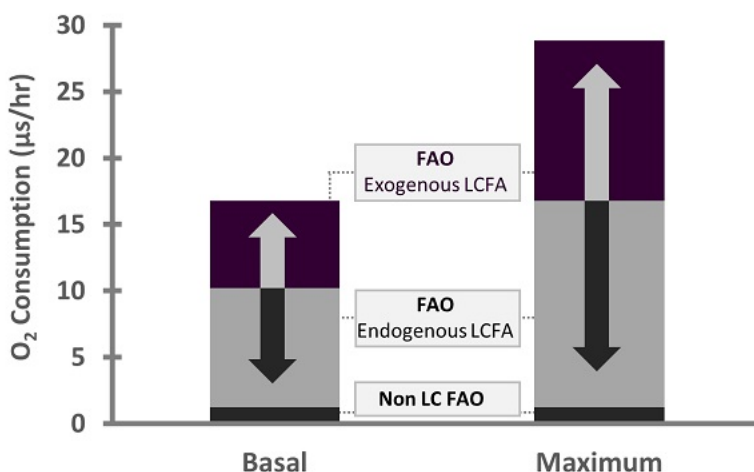 O₂ Consumption (µs/hr)
30
25
20
15
10
5
0
FAO
Exogenous LCFA
FAO
Endogenous LCFA
Non LC FAO
Basal
Maximum